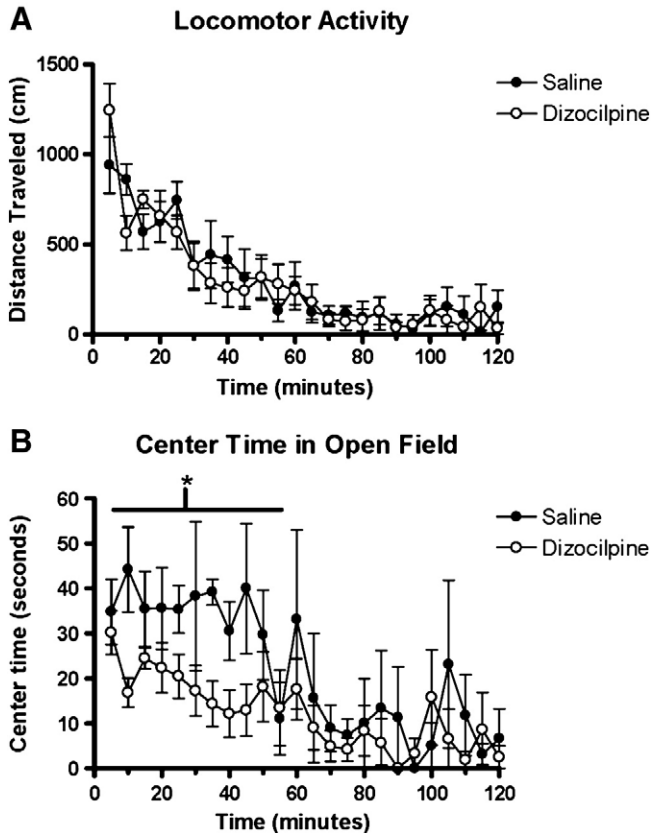 A
Locomotor Activity
1500
1000
500
0
Distance Traveled (cm)
Saline
Dizocilpine
0 20 40 60 80 100 120
Time (minutes)
B
Center Time in Open Field
*
60
50
40
30
20
10
0
Center time (seconds)
Saline
Dizocilpine
0 20 40 60 80 100 120
Time (minutes)